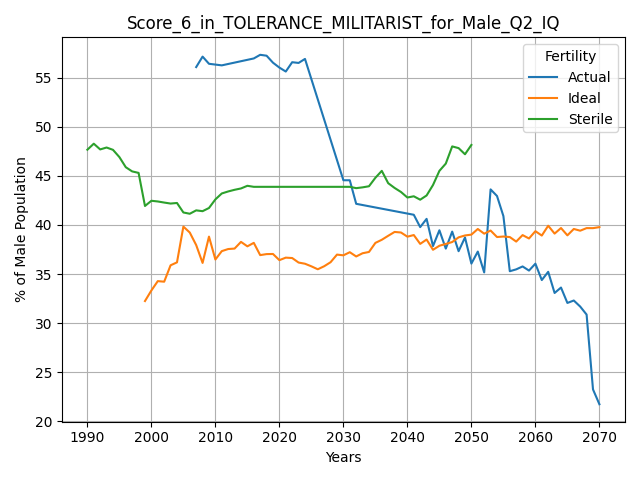 Score_6_in_TOLERANCE_MILITARIST_for_Male_Q2_IQ
Fertility
Actual
Ideal
Sterile
% of Male Population
55
50
45
40
35
30
25
20
1990 2000 2010 2020 2030 2040 2050 2060 2070
Years